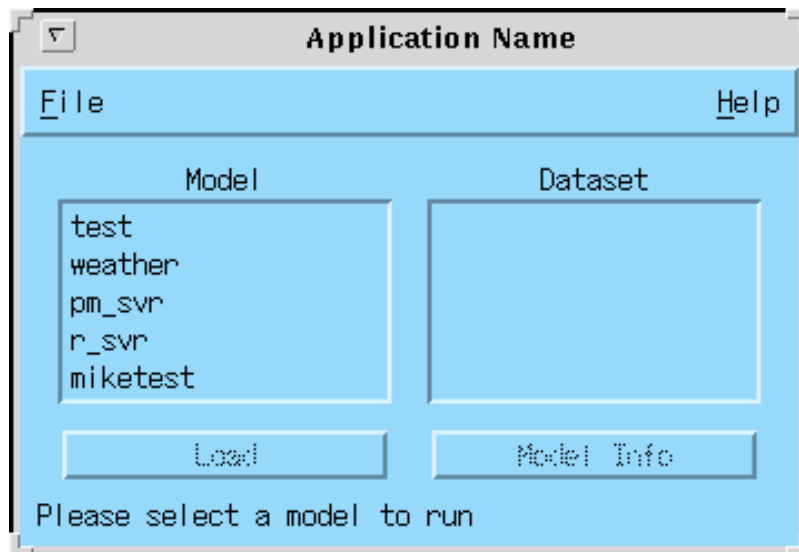 Application Name
File Help
Model Dataset
test
weather
pm_svr
r_svr
miketest
Load Model Info
Please select a model to run